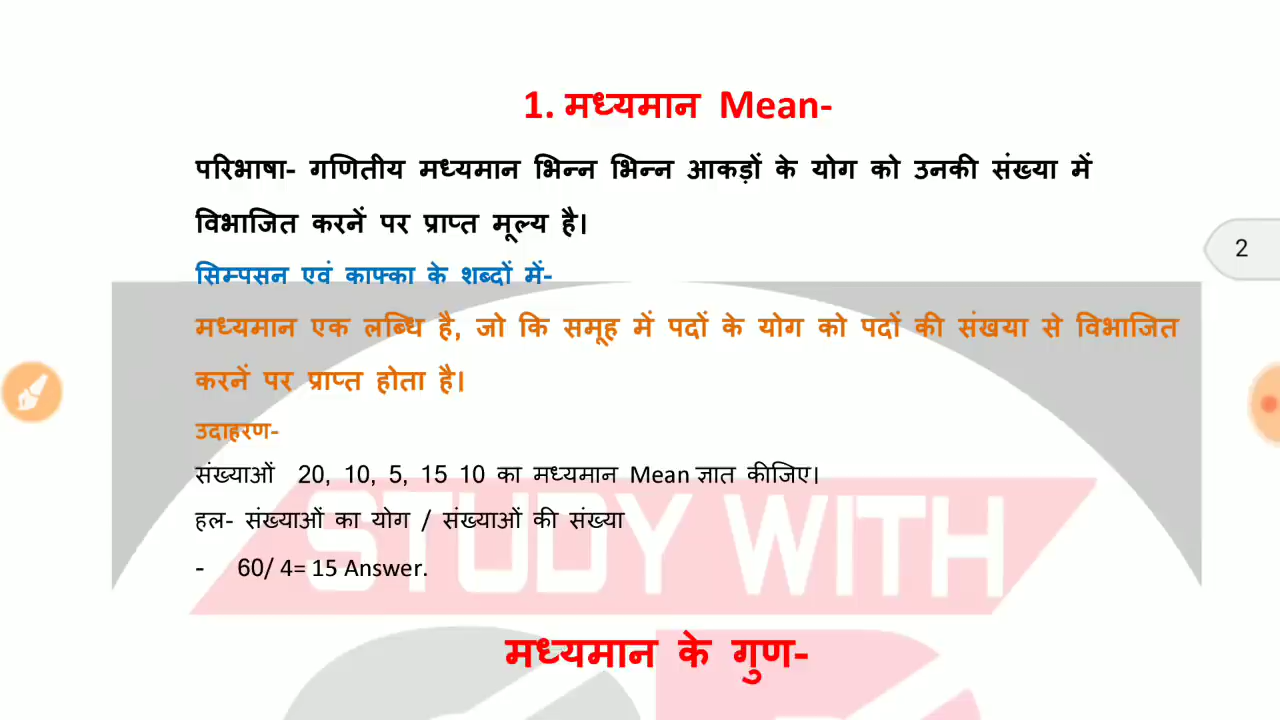 1. मध्यमान Mean-
परिभाषा- गणितीय मध्यमान भिन्न भिन्न आकड़ों के योग को उनकी संख्या में
विभाजित करनें पर प्राप्त मूल्य है।
2
सिम्पसन एवं काफ्का के शब्दों में-
मध्यमान एक लब्धि है, जो कि समूह में पदों के योग को पदों की संखया से विभाजित
करनें पर प्राप्त होता है।
उदाहरण-
संख्याओं 20, 10, 5, 15 10 का मध्यमान Mean ज्ञात कीजिए।
हल- संख्याओं का योग / संख्याओं की संख्या
- 60/ 4= 15 Answer.
STUDY WITH
मध्यमान के गुण-